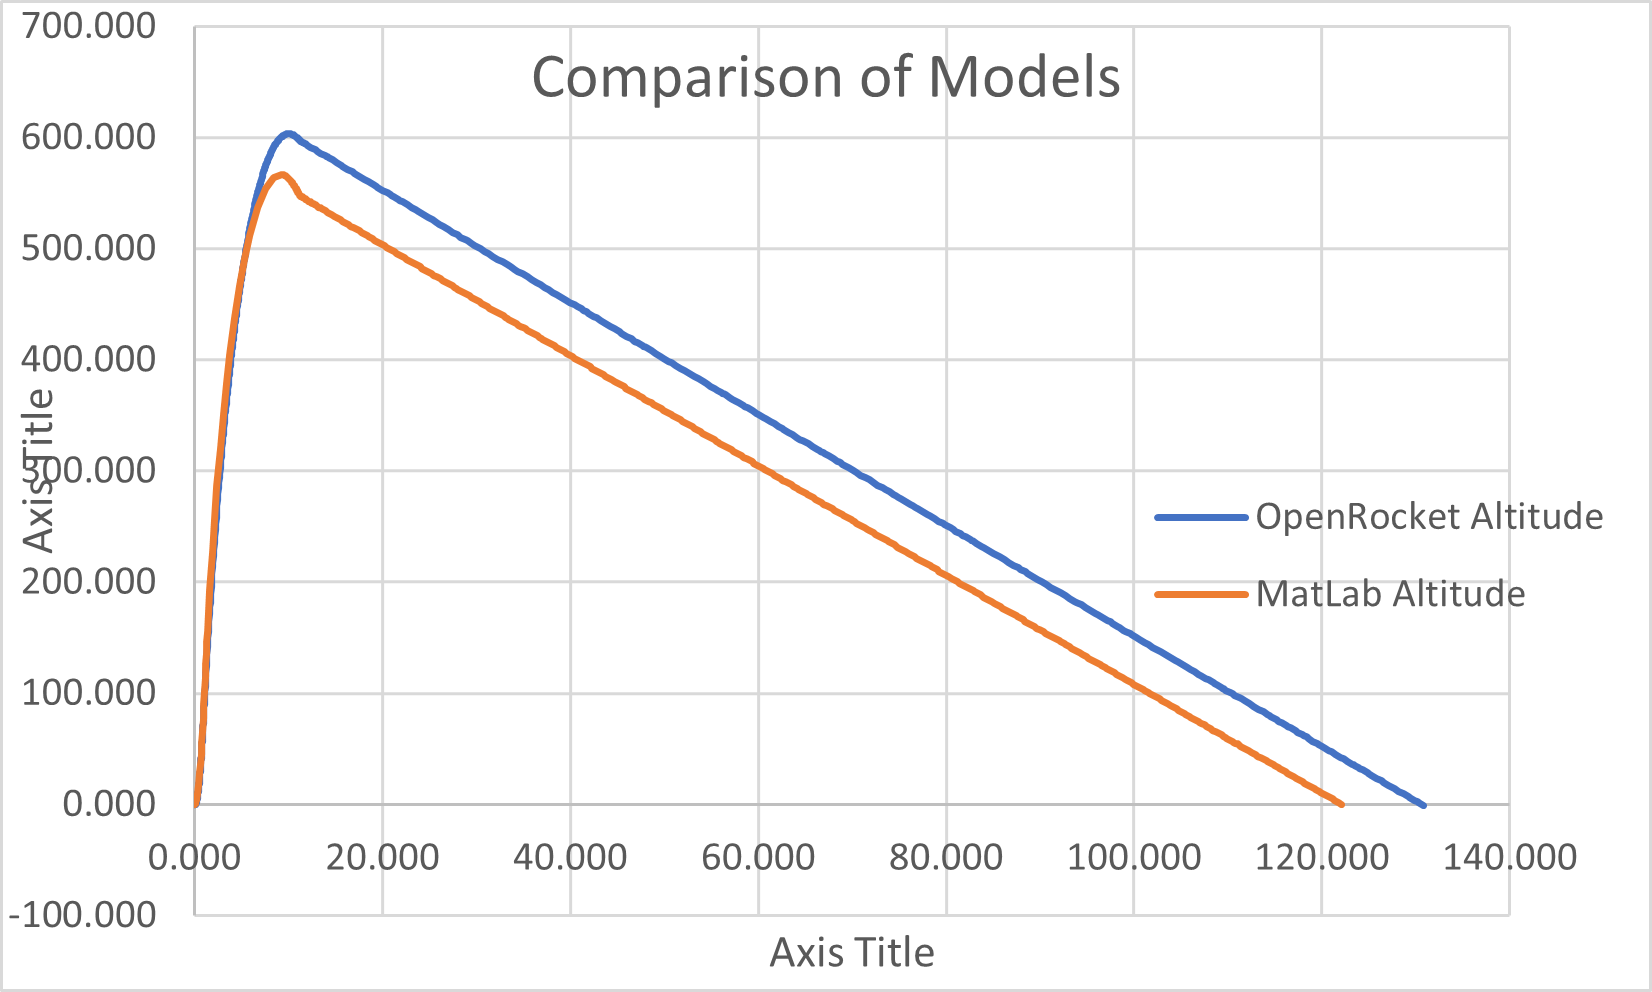 Comparison of Models
700.000
600.000
500.000
400.000
300.000
200.000
100.000
0.000
-100.000
Axis Title
0.000 20.000 40.000 60.000 80.000 100.000 120.000 140.000
Axis Title
OpenRocket Altitude
MatLab Altitude